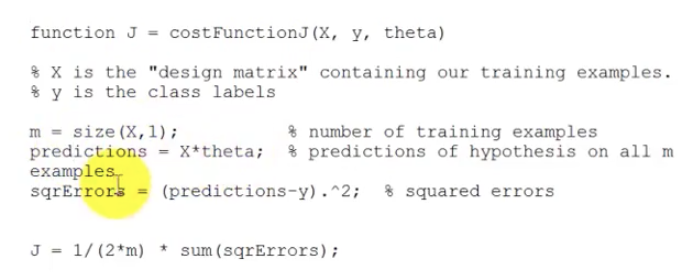 function J = costFunctionJ(X, y, theta)
% X is the "design matrix" containing our training examples.
% y is the class labels
m = size(X,1); % number of training examples
predictions = X*theta; % predictions of hypothesis on all m
examples
sqrErrors = (predictions-y).^2; % squared errors
J = 1/(2*m) * sum(sqrErrors);